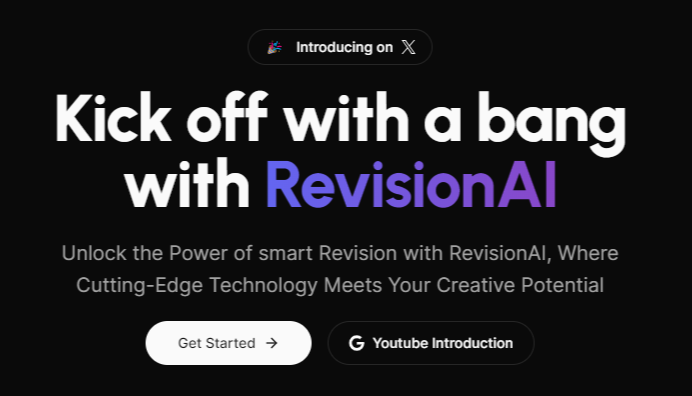 Introducing on X
Kick off with a bang
with RevisionAI
Unlock the Power of smart Revision with RevisionAI, Where
Cutting-Edge Technology Meets Your Creative Potential
Get Started →
G Youtube Introduction